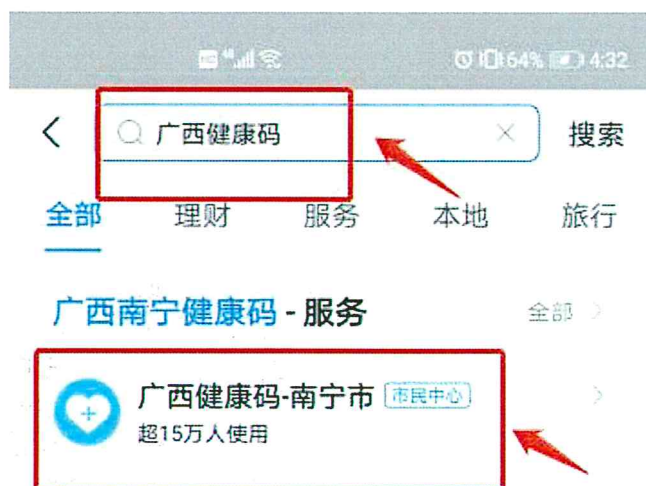 64% 4:32
广西健康码 搜索
全部 理财 服务 本地 旅行
广西南宁健康码 - 服务 全部
广西健康码-南宁市 市民中心
超15万人使用